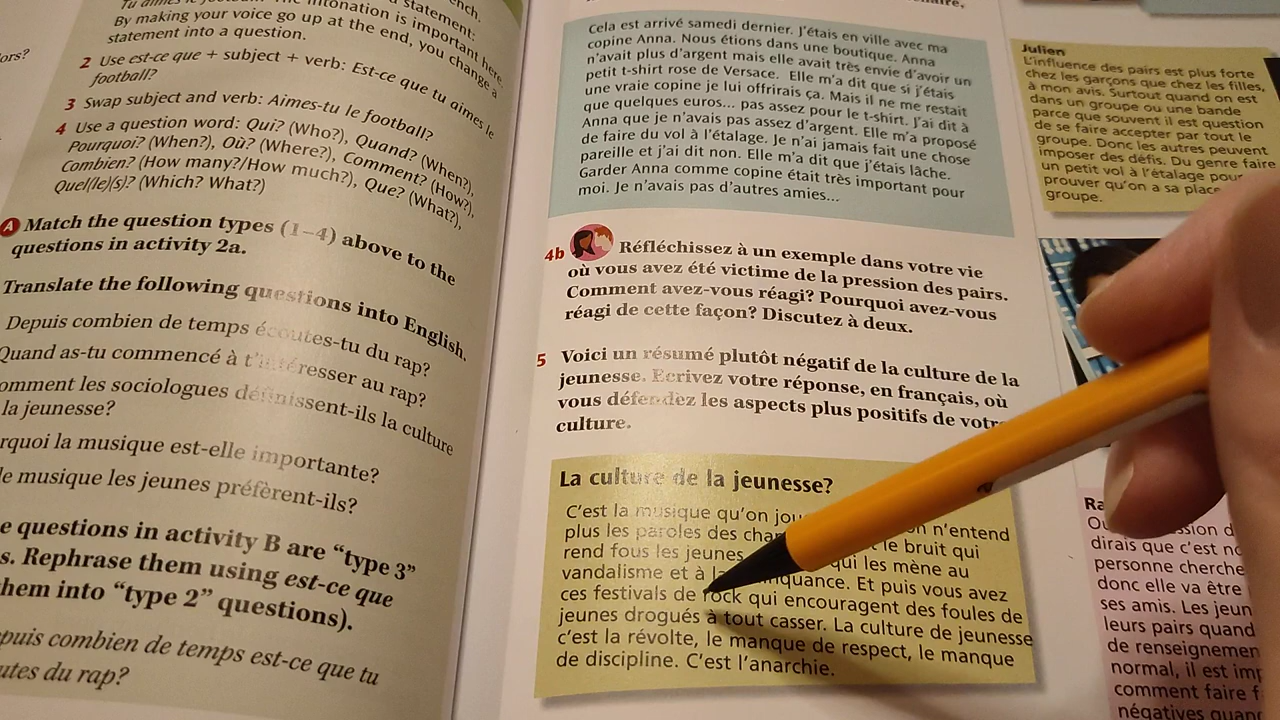 ench.
a statement:
Tu aimes le football? The intonation is important here.
By making your voice go up at the end, you change a
statement into a question.
2 Use est-ce que + subject + verb: Est-ce que tu aimes le
football?
3 Swap subject and verb: Aimes-tu le football?
4 Use a question word: Qui? (Who?), Quand? (When?),
Pourquoi? (When?), Où? (Where?), Comment? (How?),
Combien? (How many?/How much?), Que? (What?),
Quel(le)(s)? (Which? What?)
A Match the question types (1–4) above to the
questions in activity 2a.
Translate the following questions into English.
Depuis combien de temps écoutes-tu du rap?
Quand as-tu commencé à t'intéresser au rap?
omment les sociologues définissent-ils la culture
la jeunesse?
rquoi la musique est-elle importante?
le musique les jeunes préfèrent-ils?
e questions in activity B are “type 3”
s. Rephrase them using est-ce que
hem into “type 2” questions).
puis combien de temps est-ce que tu
utes du rap?
ors?
Cela est arrivé samedi dernier. J'étais en ville avec ma
copine Anna. Nous étions dans une boutique. Anna
n'avait plus d'argent mais elle avait très envie d'avoir un
petit t-shirt rose de Versace. Elle m'a dit que si j'étais
une vraie copine je lui offrirais ça. Mais il ne me restait
que quelques euros... pas assez pour le t-shirt. J'ai dit à
Anna que je n'avais pas assez d'argent. Elle m'a proposé
de faire du vol à l'étalage. Je n'ai jamais fait une chose
pareille et j'ai dit non. Elle m'a dit que j'étais lâche.
Garder Anna comme copine était très important pour
moi. Je n'avais pas d'autres amies...
4b Réfléchissez à un exemple dans votre vie
où vous avez été victime de la pression des pairs.
Comment avez-vous réagi? Pourquoi avez-vous
réagi de cette façon? Discutez à deux.
5 Voici un résumé plutôt négatif de la culture de la
jeunesse. Ecrivez votre réponse, en français, où
vous défendez les aspects plus positifs de votre
culture.
La culture de la jeunesse?
C'est la musique qu'on jou on n'entend
plus les paroles des chan t le bruit qui
rend fous les jeunes qui les mène au
vandalisme et à la inquance. Et puis vous avez
ces festivals de rock qui encouragent des foules de
jeunes drogués à tout casser. La culture de jeunesse
c'est la révolte, le manque de respect, le manque
de discipline. C'est l'anarchie.
Julien
L'influence des pairs est plus forte
chez les garçons que chez les filles,
à mon avis. Surtout quand on est
dans un groupe ou une bande
parce que souvent il est question
de se faire accepter par tout le
groupe. Donc les autres peuvent
imposer des défis. Du genre faire
un petit vol à l'étalage pour
prouver qu'on a sa place
groupe.
Ra
Ou ssion d
dirais que c'est no
personne cherche
donc elle va être
ses amis. Les jeun
leurs pairs quand
de renseignemen
normal, il est imp
comment faire f
négatives quand